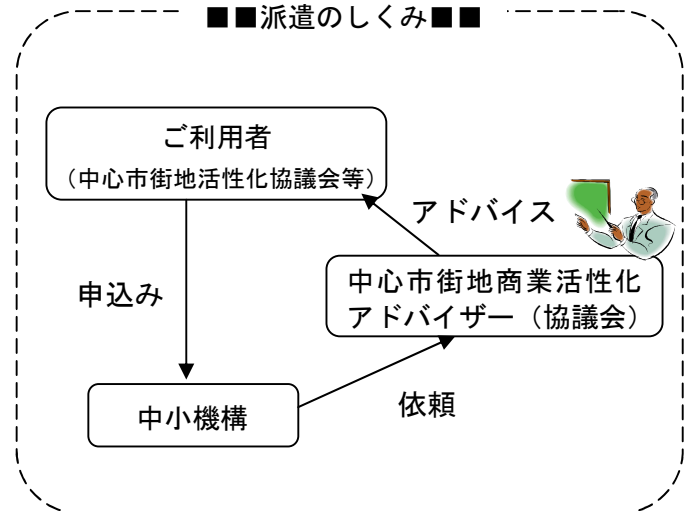 ■■派遣のしくみ■■
ご利用者
（中心市街地活性化協議会等）
アドバイス
中心市街地商業活性化
アドバイザー（協議会）
申込み
依頼
中小機構